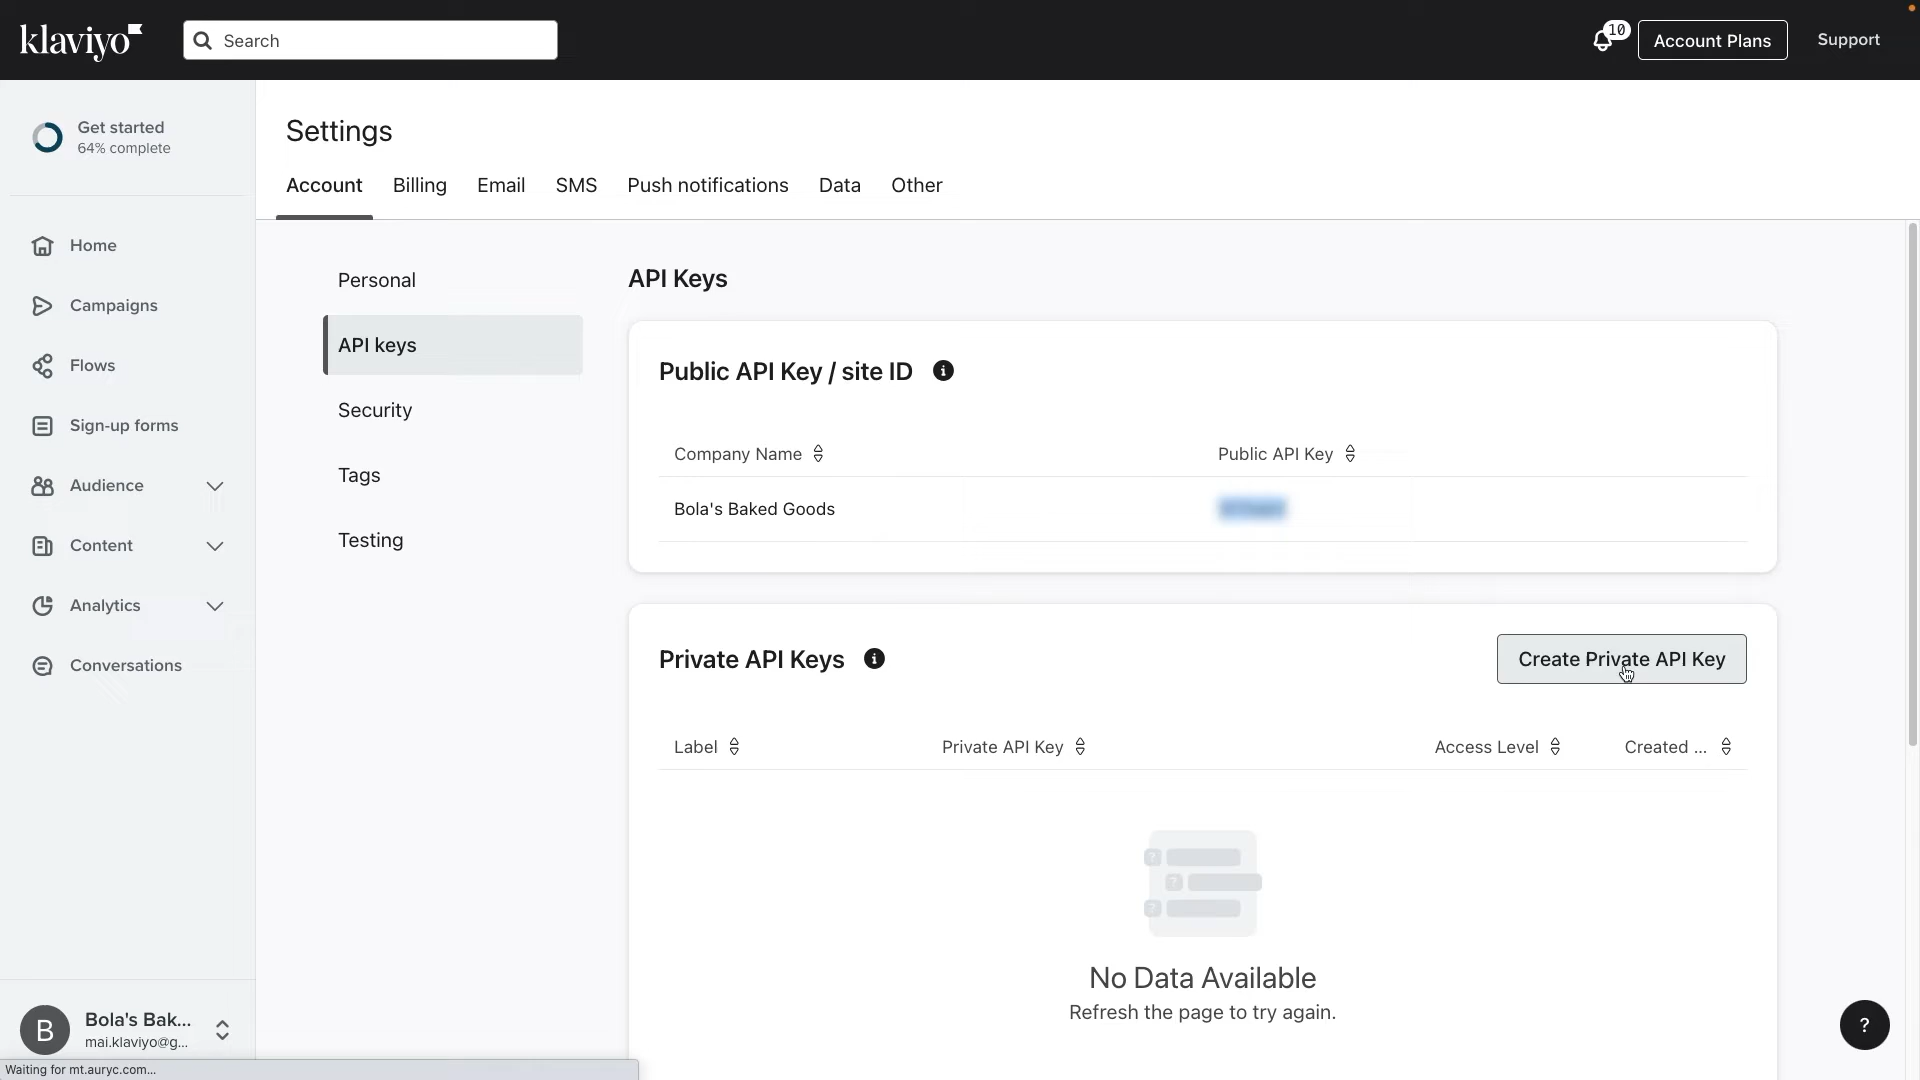 klaviyo
Search
10
Account Plans
Support
Get started
64% complete
Home
Campaigns
Flows
Sign-up forms
Audience
Content
Analytics
Conversations
B
Bola's Bak...
mai.klaviyo@g...
Waiting for mt.auryc.com...
Settings
Account Billing Email SMS Push notifications Data Other
Personal
API keys
Security
Tags
Testing
API Keys
Public API Key / site ID
Company Name Public API Key
Bola's Baked Goods
Private API Keys
Create Private API Key
Label Private API Key Access Level Created ...
No Data Available
Refresh the page to try again.
?